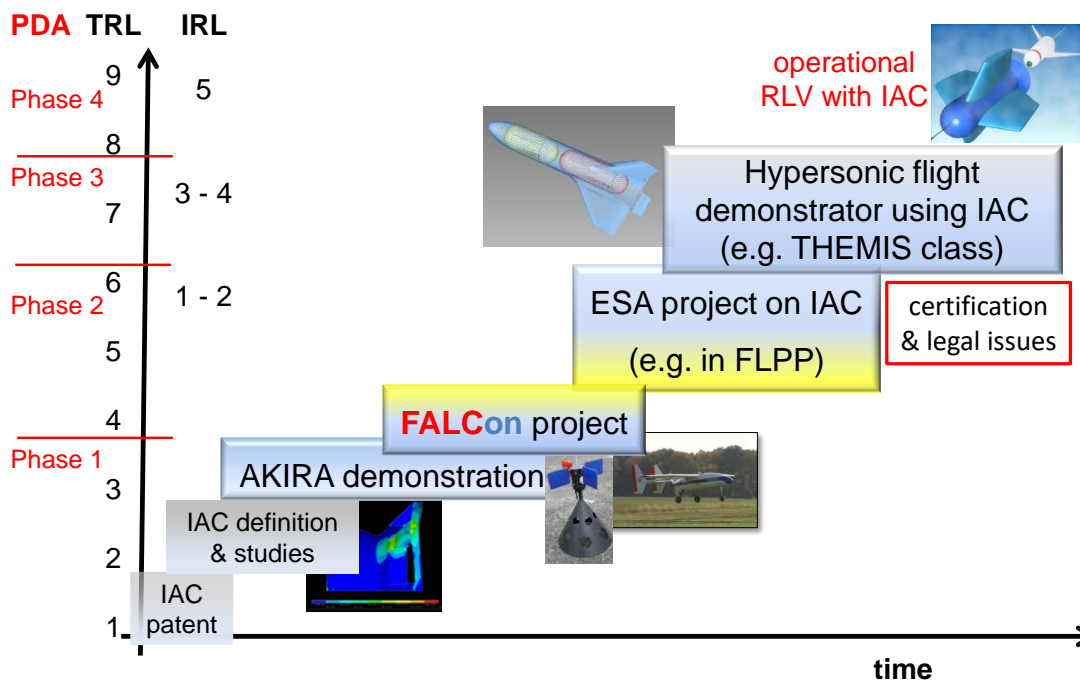 PDA TRL IRL
9
Phase 4
5
8
Phase 3
3 - 4
7
6
Phase 2
1 - 2
5
4
Phase 1
3
2
1
operational
RLV with IAC
Hypersonic flight
demonstrator using IAC
(e.g. THEMIS class)
ESA project on IAC
(e.g. in FLPP)
certification
& legal issues
FALCon project
AKIRA demonstration
IAC definition
& studies
IAC
patent
time